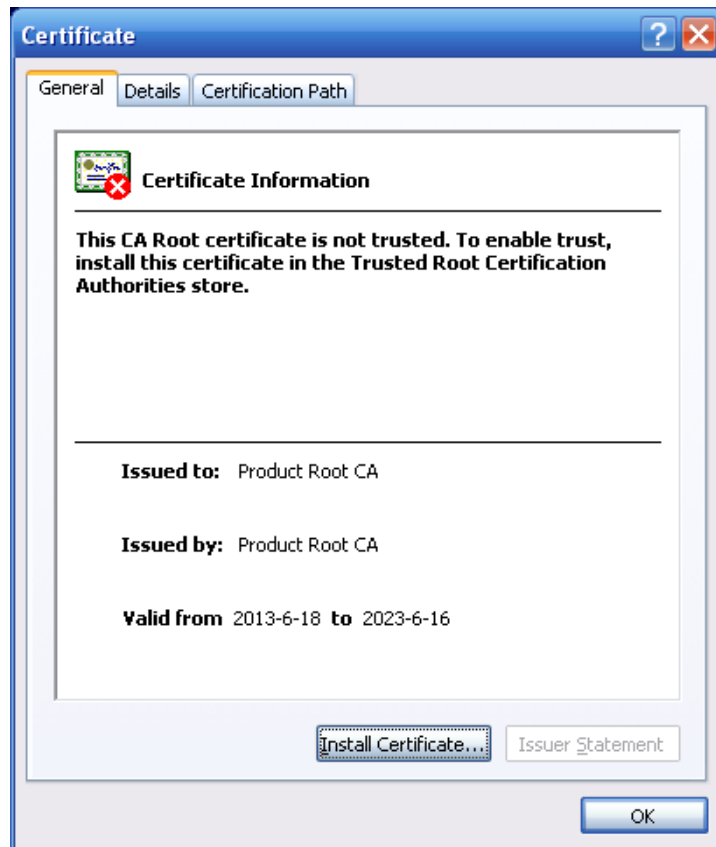 Certificate
General Details Certification Path
Certificate Information
This CA Root certificate is not trusted. To enable trust,
install this certificate in the Trusted Root Certification
Authorities store.
Issued to: Product Root CA
Issued by: Product Root CA
Valid from 2013-6-18 to 2023-6-16
Install Certificate... Issuer Statement
OK